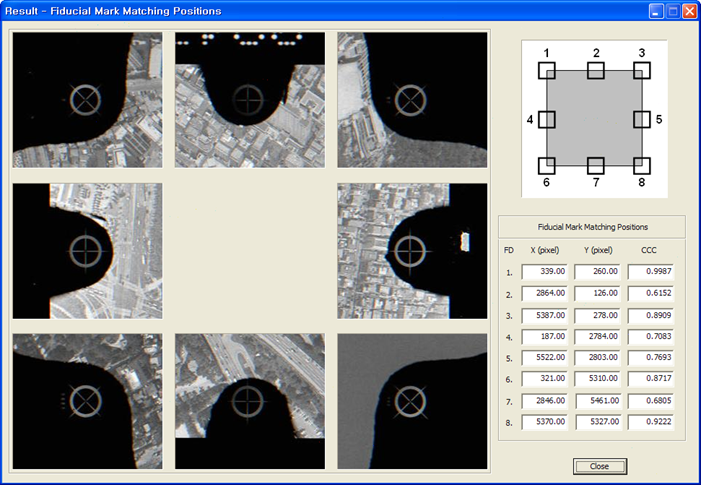 Result - Fiducial Mark Matching Positions
1 2 3
4 5
6 7 8
Fiducial Mark Matching Positions
FD X (pixel) Y (pixel) CCC
1. 339.00 260.00 0.9987
2. 2864.00 126.00 0.6152
3. 5387.00 278.00 0.8909
4. 187.00 2784.00 0.7083
5. 5522.00 2803.00 0.7693
6. 321.00 5310.00 0.8717
7. 2846.00 5461.00 0.6805
8. 5370.00 5327.00 0.9222
Close